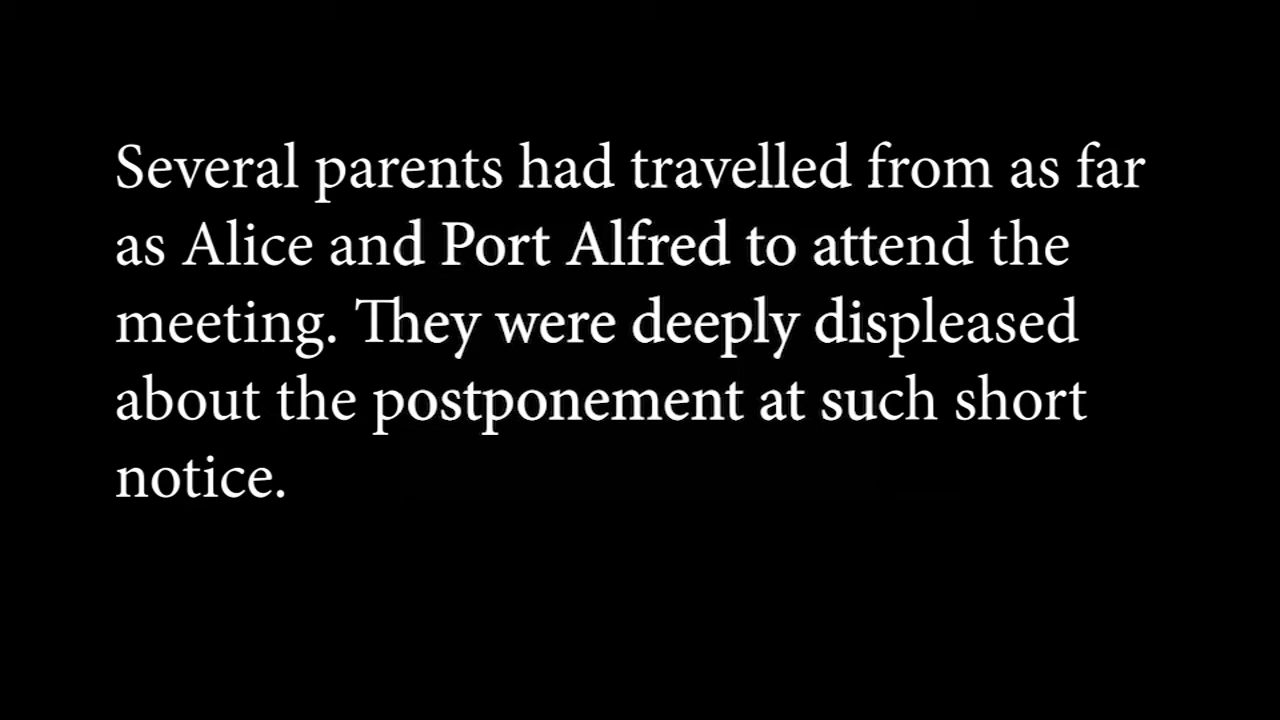 Several parents had travelled from as far
as Alice and Port Alfred to attend the
meeting. They were deeply displeased
about the postponement at such short
notice.